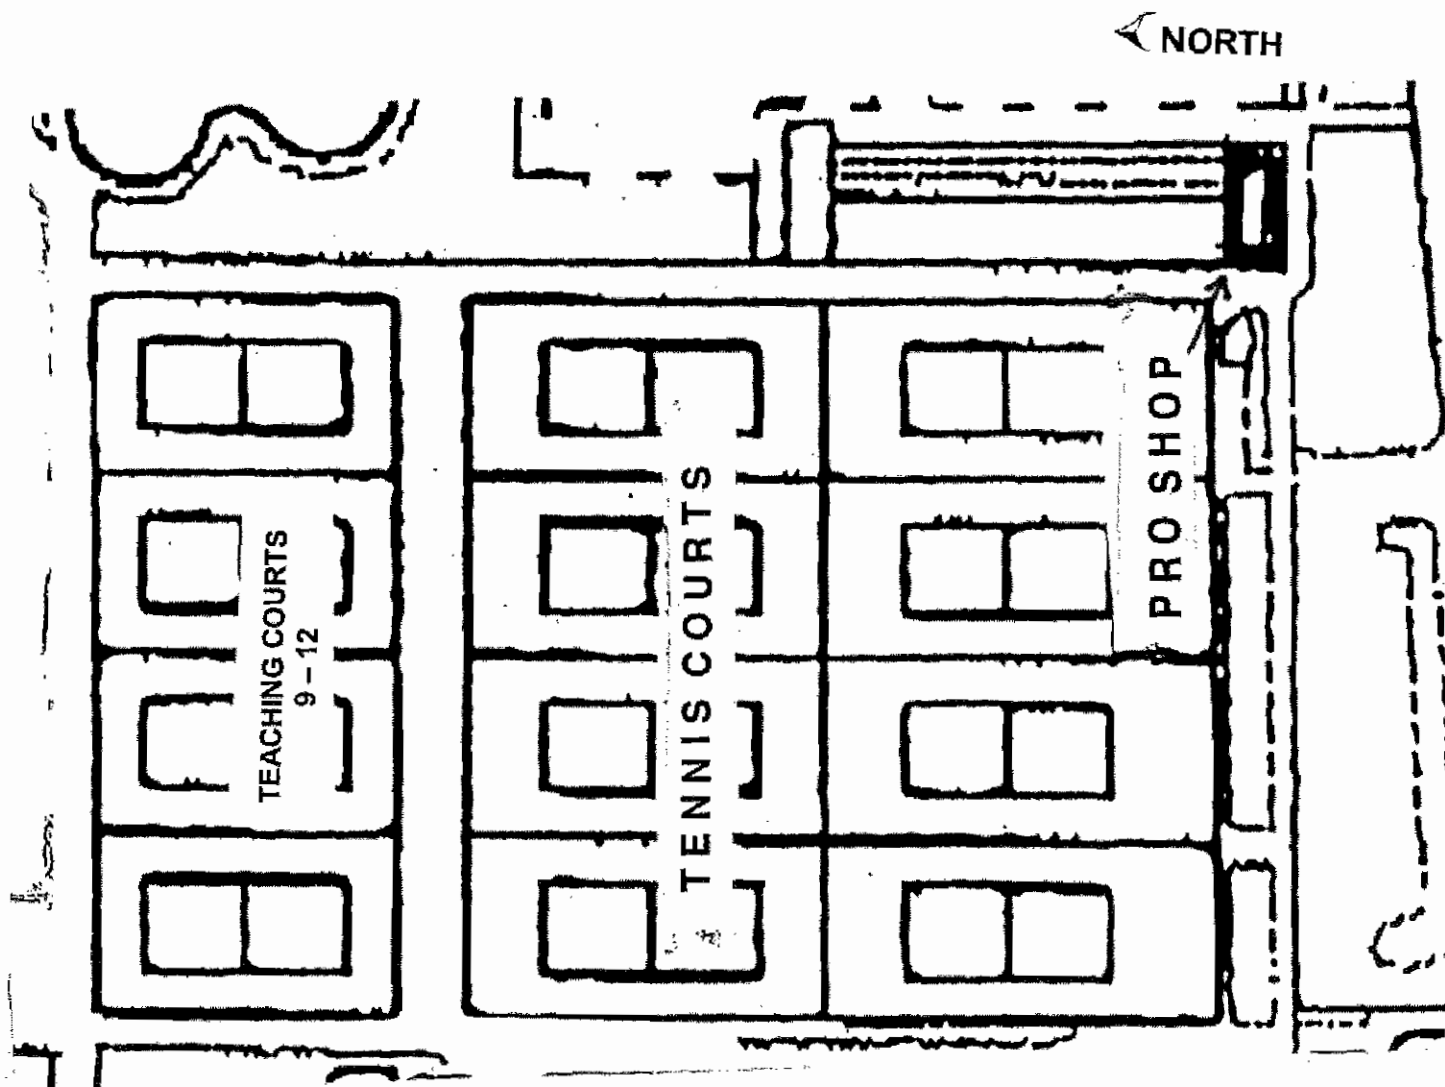 NORTH
TEACHING COURTS
9 – 12
TENNIS COURTS
PRO SHOP